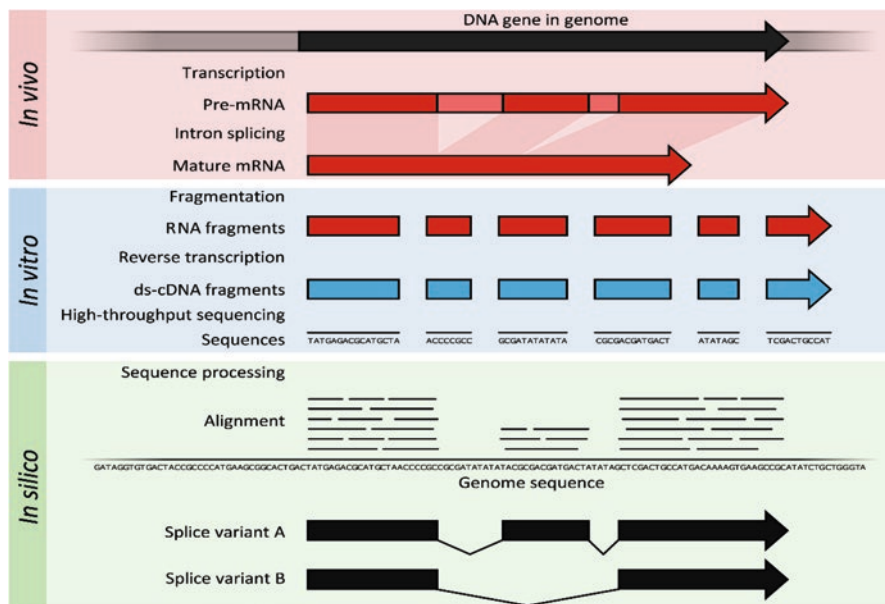 In vivo
DNA gene in genome
Transcription
Pre-mRNA
Intron splicing
Mature mRNA
In vitro
Fragmentation
RNA fragments
Reverse transcription
ds-cDNA fragments
High-throughput sequencing
Sequences TATGAGACGCATGCTA ACCCCGCC GCGATATATATA CGCGACGATGACT ATATAGC TCGACTGCCAT
In silico
Sequence processing
Alignment
GATAGGTGTGACTACCGCCCCATGAAGCGGCACTGACTATGAGACGCATGCTAACCCCGCCGCGATATATATACGCGACGATGACTATATAGCTCGACTGCCATGACAAAAGTGAAGCCGCATATCTGCTGGGTA
Genome sequence
Splice variant A
Splice variant B